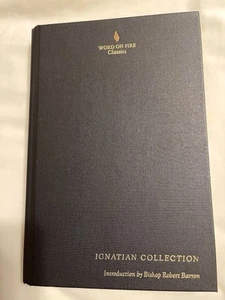 WORD ON FIRE
Classics
IGNATIAN COLLECTION
Introduction by Bishop Robert Barron